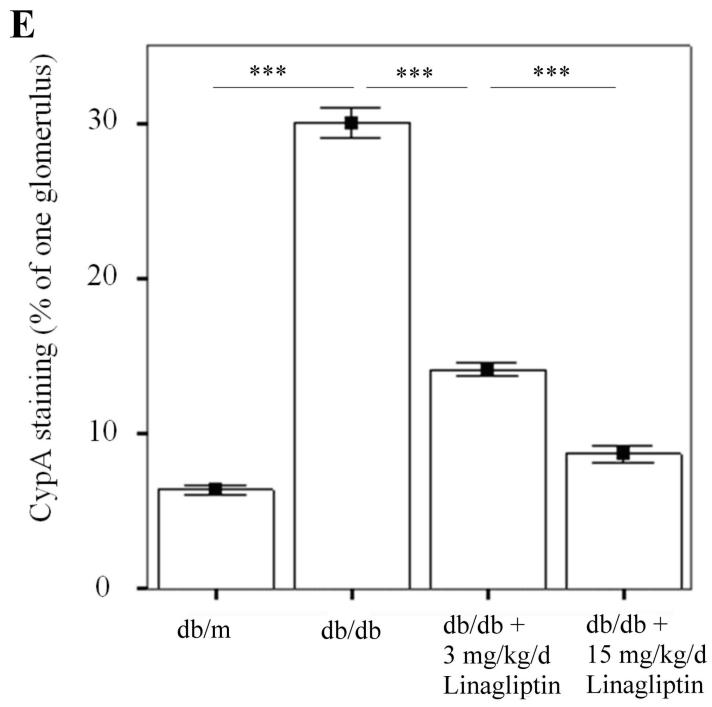 E
CypA staining (% of one glomerulus)
30
20
10
0
*** *** ***
db/m
db/db
db/db +
3 mg/kg/d
Linagliptin
db/db +
15 mg/kg/d
Linagliptin